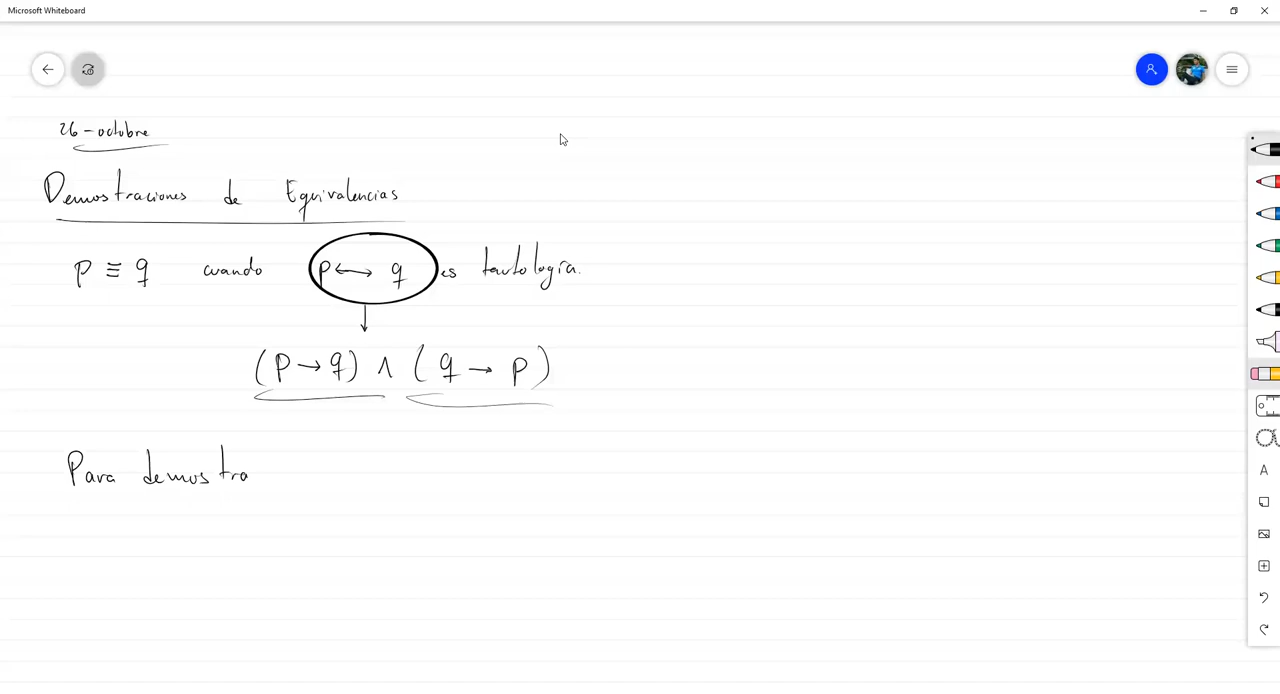 Microsoft Whiteboard
26-octubre
Demostraciones de Equivalencias
p ≡ q cuando p ⟷ q es tautología.
↓
(p → q) ∧ (q → p)
Para demostra
A